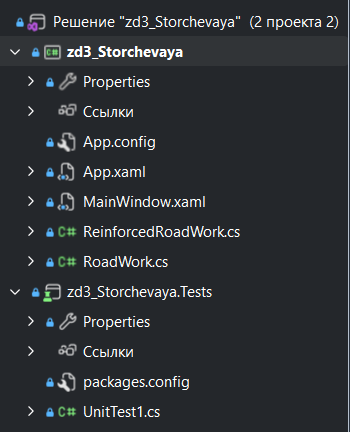 Решение "zd3_Storchevaya" (2 проекта 2)
C# zd3_Storchevaya
Properties
Ссылки
App.config
App.xaml
MainWindow.xaml
C# ReinforcedRoadWork.cs
C# RoadWork.cs
zd3_Storchevaya.Tests
Properties
Ссылки
packages.config
C# UnitTest1.cs